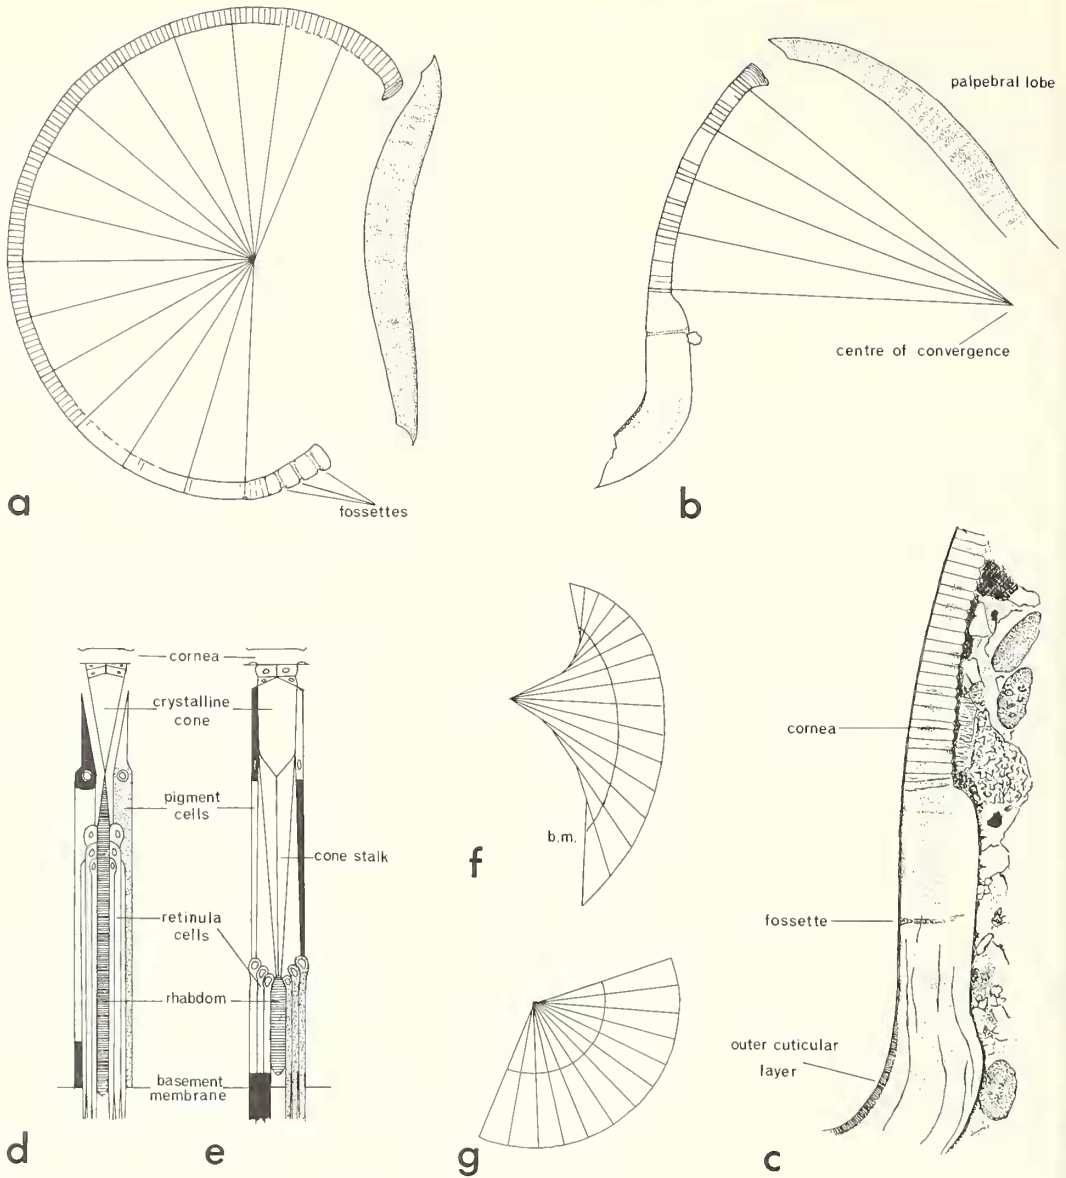 palpebral lobe
centre of convergence
a
fossettes
b
cornea
crystalline
cone
pigment
cells
cone stalk
retinula
cells
rhabdom
basement
membrane
d
e
b.m.
f
g
cornea
fossette
outer cuticular
layer
c